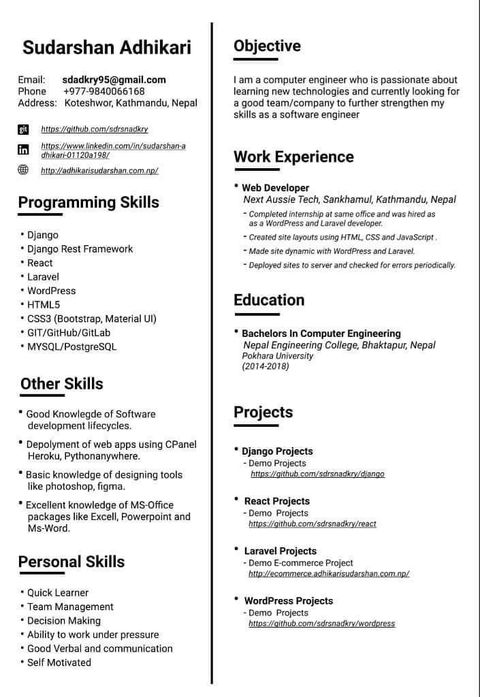 Sudarshan Adhikari
Email: sdadkry95@gmail.com
Phone +977-9840066168
Address: Koteshwor, Kathmandu, Nepal
git
https://github/sdrsnadkry
in
https://www.linkedin.com/in/sudarshan-a
dhikari-01120a198/
http://adhikarisudarshan.com.np/
Programming Skills
• Django
• Django Rest Framework
• React
• Laravel
• WordPress
• HTML5
• CSS3 (Bootstrap, Material UI)
• GIT/GitHub/GitLab
• MYSQL/PostgreSQL
Other Skills
• Good Knowlegde of Software
development lifecycles.
• Depolyment of web apps using CPanel
Heroku, Pythonanywhere.
• Basic knowledge of designing tools
like photoshop, figma.
• Excellent knowledge of MS-Office
packages like Excell, Powerpoint and
Ms-Word.
Personal Skills
• Quick Learner
• Team Management
• Decision Making
• Ability to work under pressure
• Good Verbal and communication
• Self Motivated
Objective
I am a computer engineer who is passionate about
learning new technologies and currently looking for
a good team/company to further strengthen my
skills as a software engineer
Work Experience
• Web Developer
Next Aussie Tech, Sankhamul, Kathmandu, Nepal
- Completed internship at same office and was hired as
as a WordPress and Laravel developer.
- Created site layouts using HTML, CSS and JavaScript .
- Made site dynamic with WordPress and Laravel.
- Deployed sites to server and checked for errors periodically.
Education
• Bachelors In Computer Engineering
Nepal Engineering College, Bhaktapur, Nepal
Pokhara University
(2014-2018)
Projects
• Django Projects
- Demo Projects
https://github.com/sdrsnadkry/django
• React Projects
- Demo Projects
https://github.com/sdrsnadkry/react
• Laravel Projects
- Demo E-commerce Project
http://ecommerce.adhikarisudarshan.com.np/
• WordPress Projects
- Demo Projects
https://github.com/sdrsnadkry/wordpress